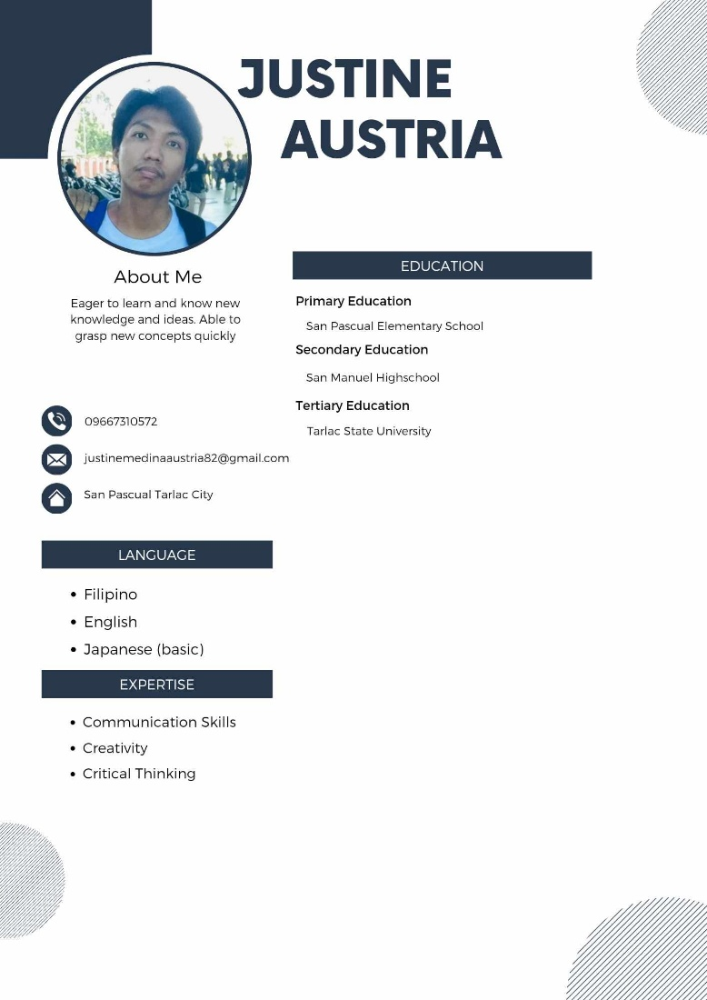 JUSTINE
AUSTRIA
About Me
Eager to learn and know new
knowledge and ideas. Able to
grasp new concepts quickly
09667310572
justinemedinaaustria82@gmail.com
San Pascual Tarlac City
LANGUAGE
• Filipino
• English
• Japanese (basic)
EXPERTISE
• Communication Skills
• Creativity
• Critical Thinking
EDUCATION
Primary Education
San Pascual Elementary School
Secondary Education
San Manuel Highschool
Tertiary Education
Tarlac State University